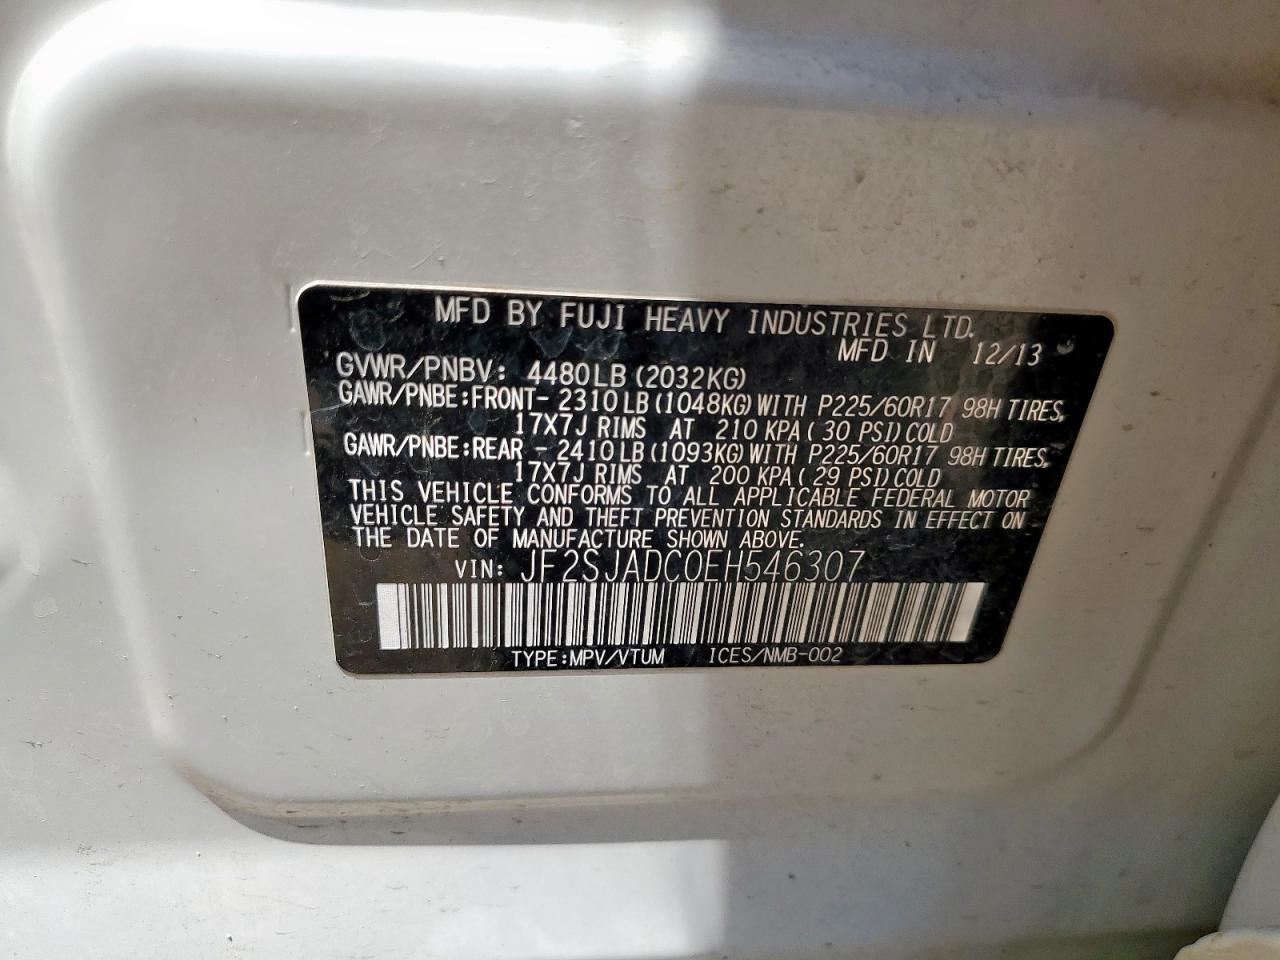 MFD BY FUJI HEAVY INDUSTRIES LTD.
MFD IN 12/13
GVWR/PNBV: 4480LB (2032KG)
GAWR/PNBE:FRONT- 2310LB (1048KG) WITH P225/60R17 98H TIRES,
17X7J RIMS AT 210 KPA ( 30 PSI) COLD
GAWR/PNBE:REAR - 2410LB (1093KG) WITH P225/60R17 98H TIRES,
17X7J RIMS AT 200 KPA ( 29 PSI) COLD
THIS VEHICLE CONFORMS TO ALL APPLICABLE FEDERAL MOTOR
VEHICLE SAFETY AND THEFT PREVENTION STANDARDS IN EFFECT ON
THE DATE OF MANUFACTURE SHOWN ABOVE.
VIN: JF2SJADC0EH546307
TYPE:MPV/VTUM ICES/NMB-002